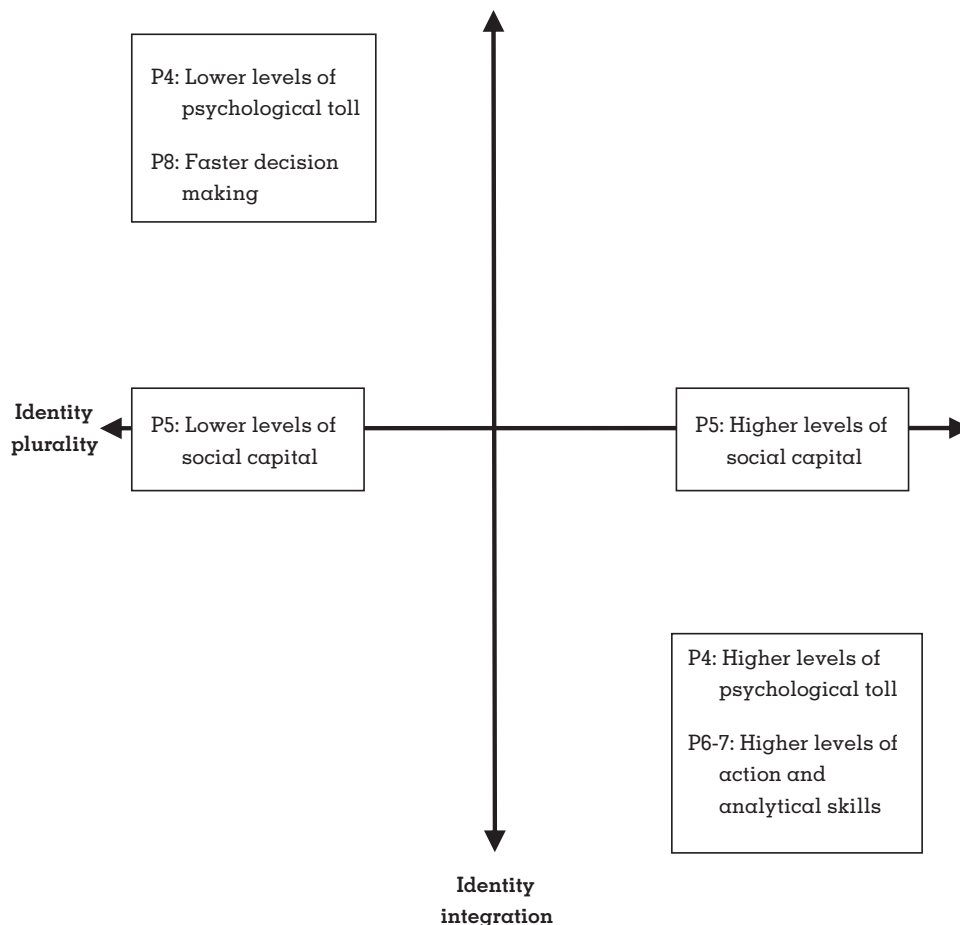 P4: Lower levels of
psychological toll
P8: Faster decision
making
Identity
plurality
P5: Lower levels of
social capital
P5: Higher levels of
social capital
P4: Higher levels of
psychological toll
P6-7: Higher levels of
action and
analytical skills
Identity
integration